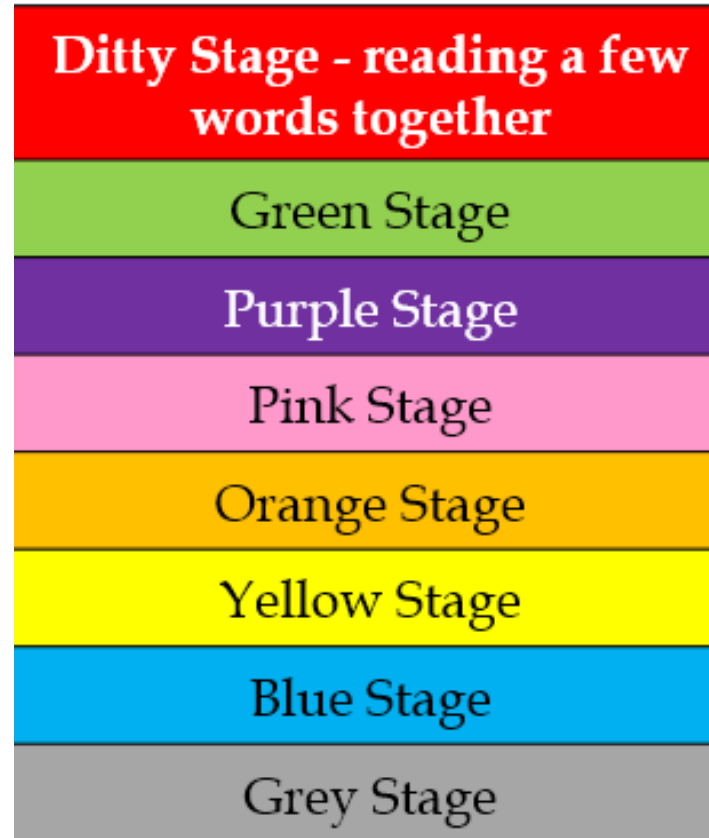 Ditty Stage - reading a few
words together
Green Stage
Purple Stage
Pink Stage
Orange Stage
Yellow Stage
Blue Stage
Grey Stage